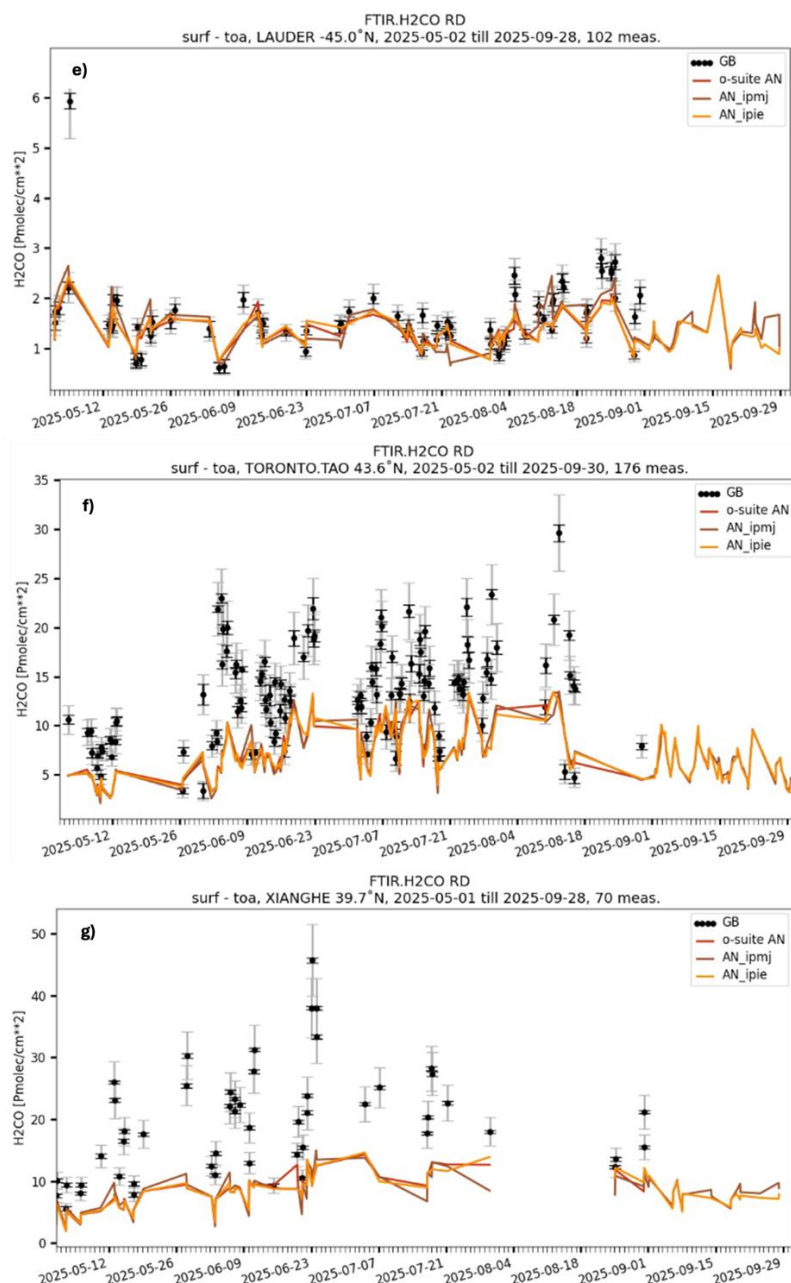 FTIR.H2CO RD
surf - toa, LAUDER -45.0°N, 2025-05-02 till 2025-09-28, 102 meas.
e)
GB
o-suite AN
AN_ipmj
AN_ipie
H2CO [Pmolec/cm**2]
6
5
4
3
2
1
2025-05-12
2025-05-26
2025-06-09
2025-06-23
2025-07-07
2025-07-21
2025-08-04
2025-08-18
2025-09-01
2025-09-15
2025-09-29
FTIR.H2CO RD
surf - toa, TORONTO.TAO 43.6°N, 2025-05-02 till 2025-09-30, 176 meas.
f)
GB
o-suite AN
AN_ipmj
AN_ipie
H2CO [Pmolec/cm**2]
35
30
25
20
15
10
5
2025-05-12
2025-05-26
2025-06-09
2025-06-23
2025-07-07
2025-07-21
2025-08-04
2025-08-18
2025-09-01
2025-09-15
2025-09-29
FTIR.H2CO RD
surf - toa, XIANGHE 39.7°N, 2025-05-01 till 2025-09-28, 70 meas.
g)
GB
o-suite AN
AN_ipmj
AN_ipie
H2CO [Pmolec/cm**2]
50
40
30
20
10
0
2025-05-12
2025-05-26
2025-06-09
2025-06-23
2025-07-07
2025-07-21
2025-08-04
2025-08-18
2025-09-01
2025-09-15
2025-09-29